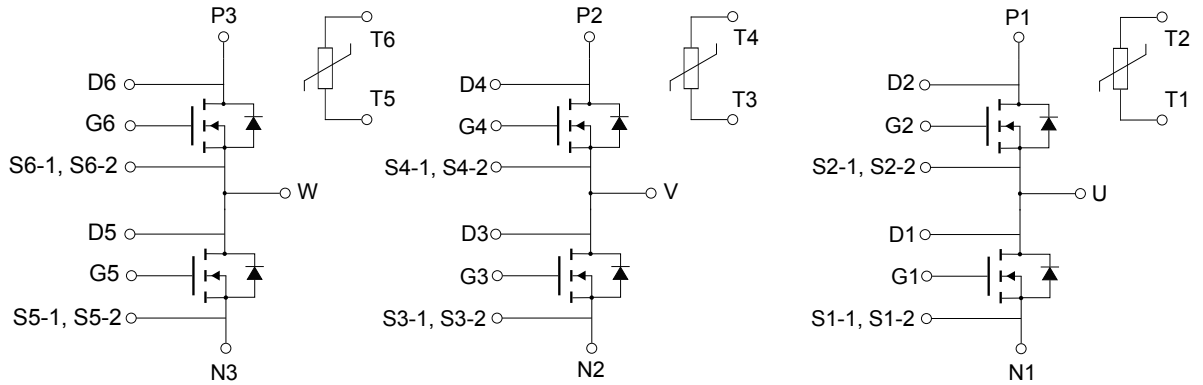 P3
T6
D6
T5
G6
S6-1, S6-2
W
D5
G5
S5-1, S5-2
N3
P2
T4
D4
T3
G4
S4-1, S4-2
V
D3
G3
S3-1, S3-2
N2
P1
T2
D2
T1
G2
S2-1, S2-2
U
D1
G1
S1-1, S1-2
N1